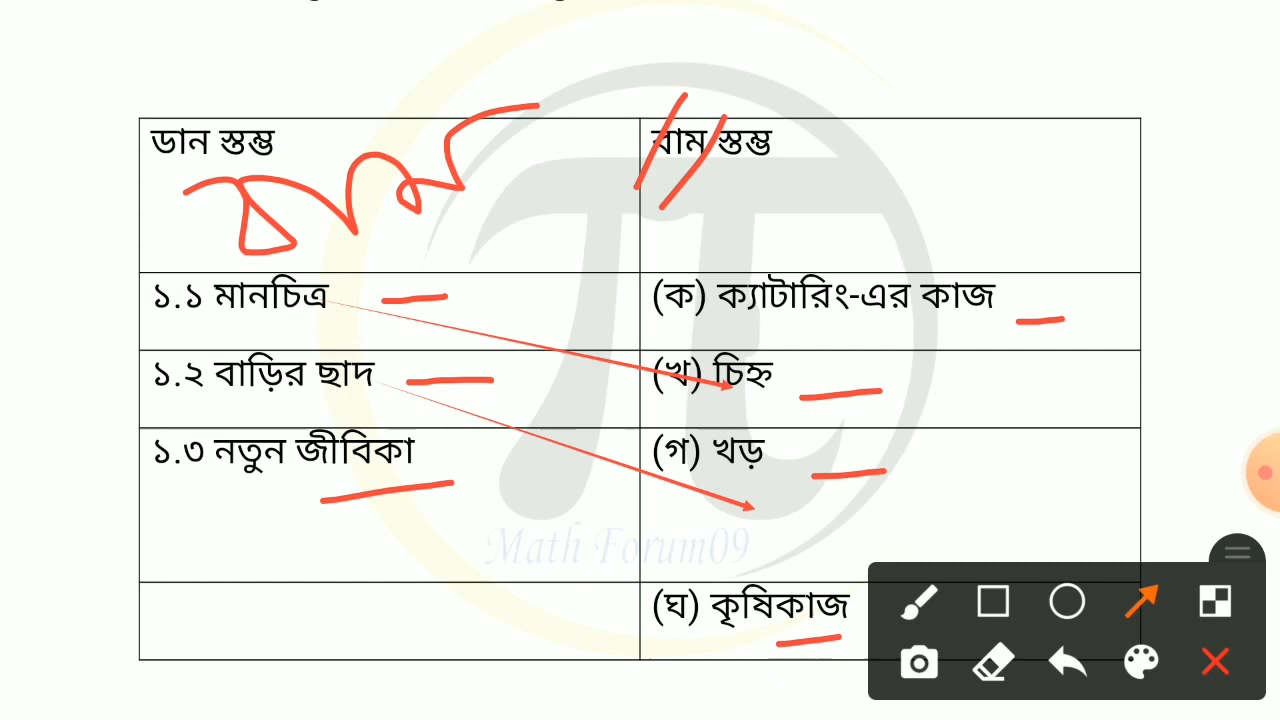 ডান স্তম্ভ বাম স্তম্ভ
১.১ মানচিত্র (ক) ক্যাটারিং-এর কাজ
১.২ বাড়ির ছাদ (খ) চিহ্ন
১.৩ নতুন জীবিকা (গ) খড়
Math Forum09
(ঘ) কৃষিকাজ